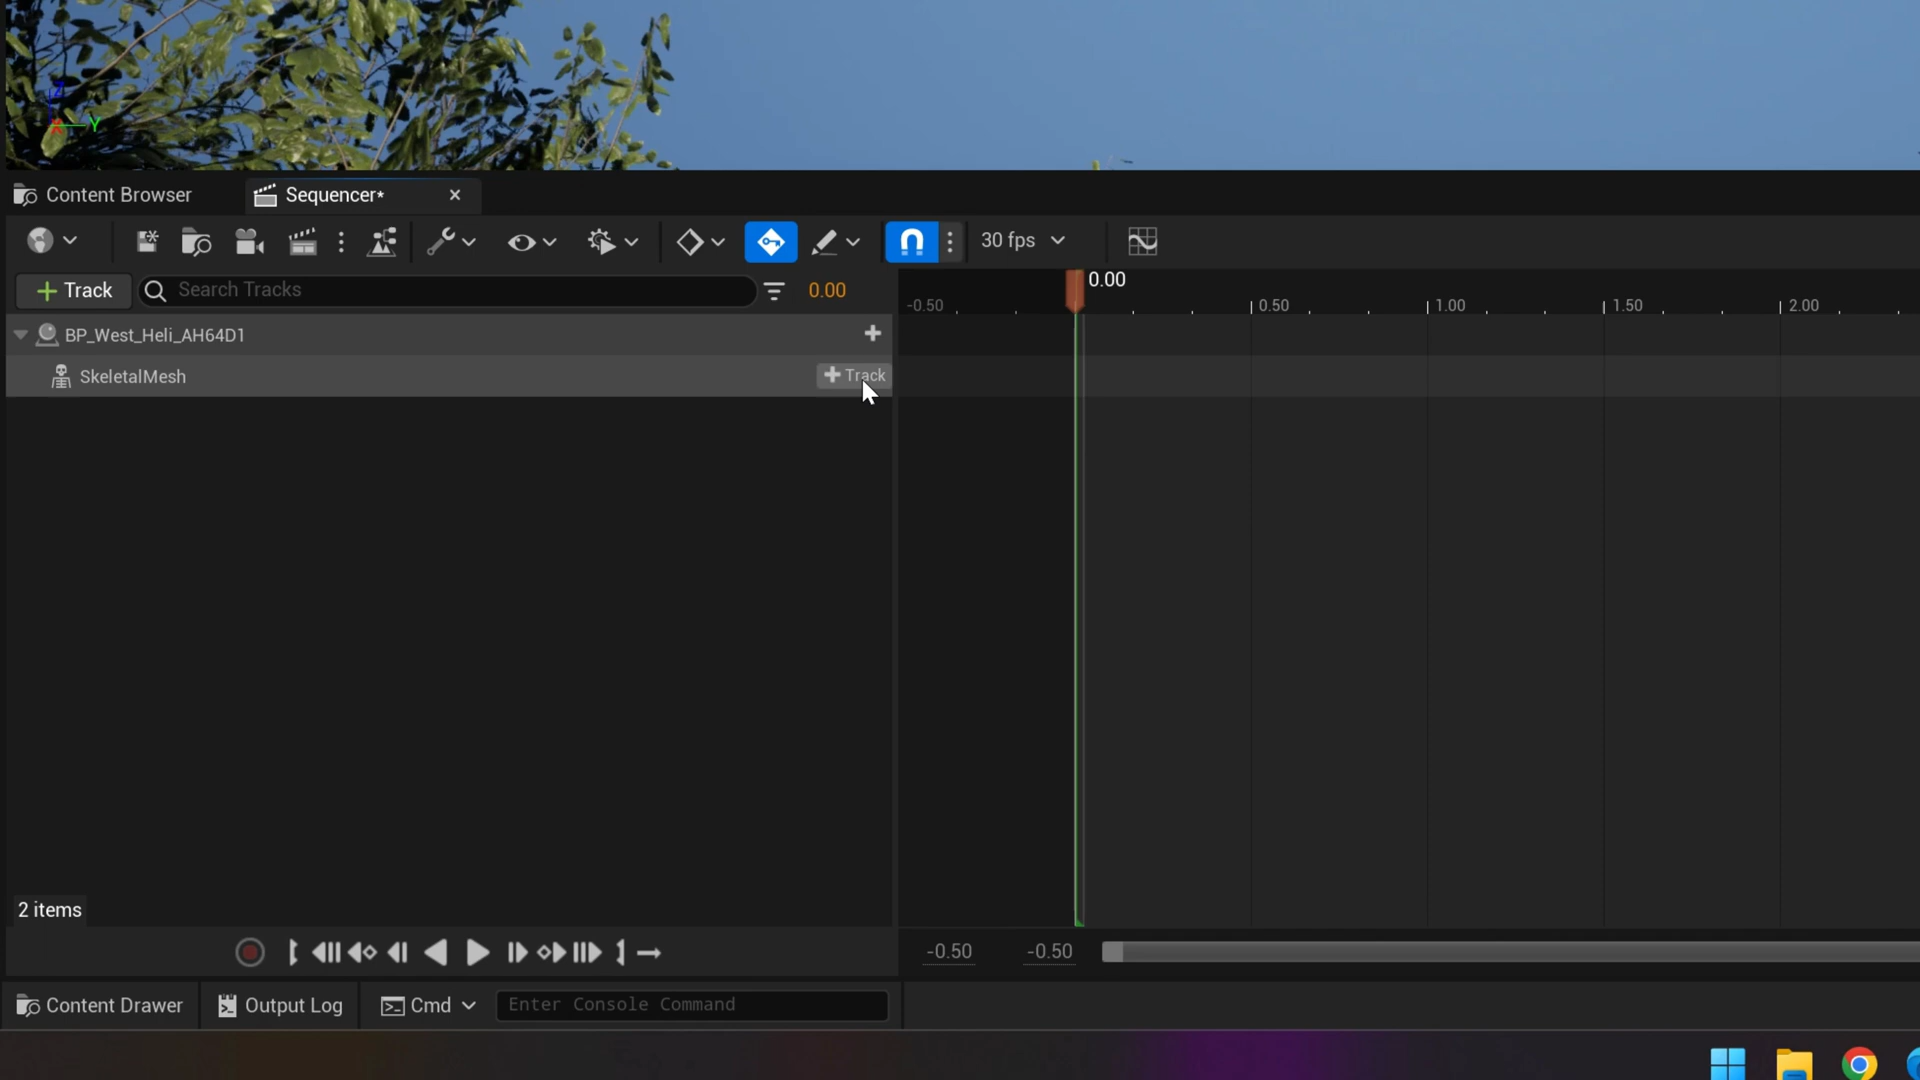 Z
X
Y
Content Browser
Sequencer*
30 fps
Track
Search Tracks
0.00
0.00
-0.50
0.50
1.00
1.50
2.00
BP_West_Heli_AH64D1
SkeletalMesh
Track
2 items
-0.50
-0.50
Content Drawer
Output Log
Cmd
Enter Console Command